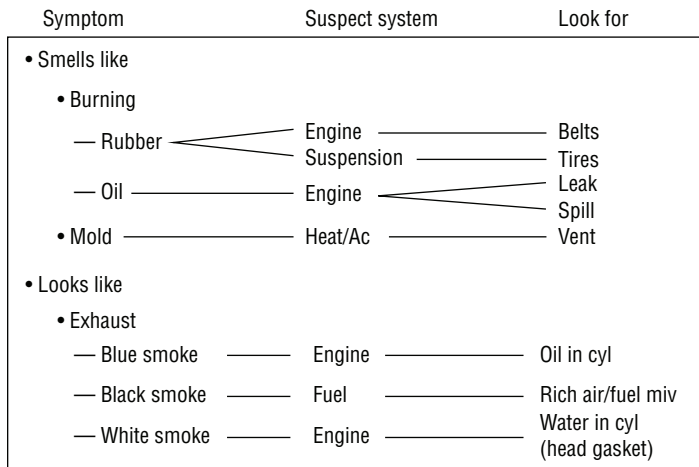 Symptom Suspect system Look for
• Smells like
• Burning
— Rubber Engine Belts
Suspension Tires
— Oil Engine Leak
Spill
• Mold Heat/Ac Vent
• Looks like
• Exhaust
— Blue smoke Engine Oil in cyl
— Black smoke Fuel Rich air/fuel miv
— White smoke Engine Water in cyl
(head gasket)